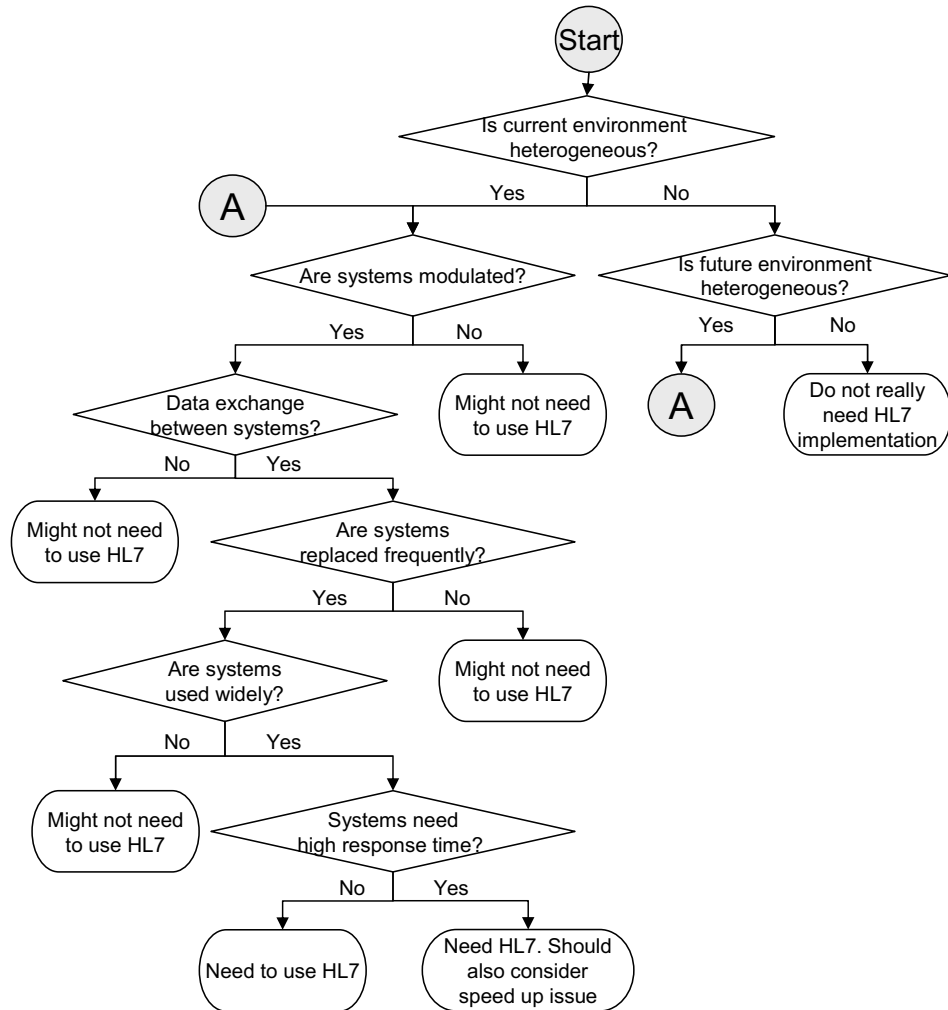 Start
Is current environment
heterogeneous?
Yes
No
A
Are systems modulated?
Is future environment
heterogeneous?
Yes
No
Yes
No
Data exchange
between systems?
Might not need
to use HL7
A
Do not really
need HL7
implementation
No
Yes
Might not need
to use HL7
Are systems
replaced frequently?
Yes
No
Are systems
used widely?
Might not need
to use HL7
No
Yes
Might not need
to use HL7
Systems need
high response time?
No
Yes
Need to use HL7
Need HL7. Should
also consider
speed up issue